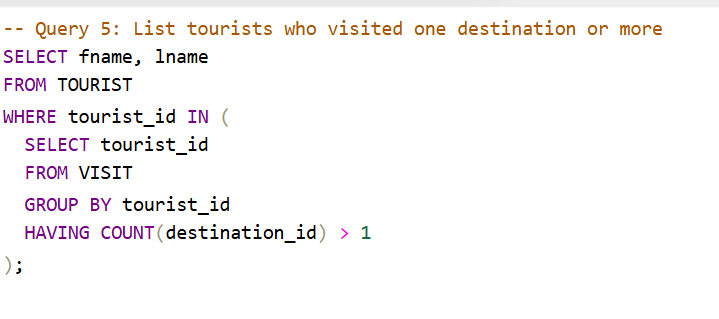 -- Query 5: List tourists who visited one destination or more
SELECT fname, lname
FROM TOURIST
WHERE tourist_id IN (
  SELECT tourist_id
  FROM VISIT
  GROUP BY tourist_id
  HAVING COUNT(destination_id) > 1
);